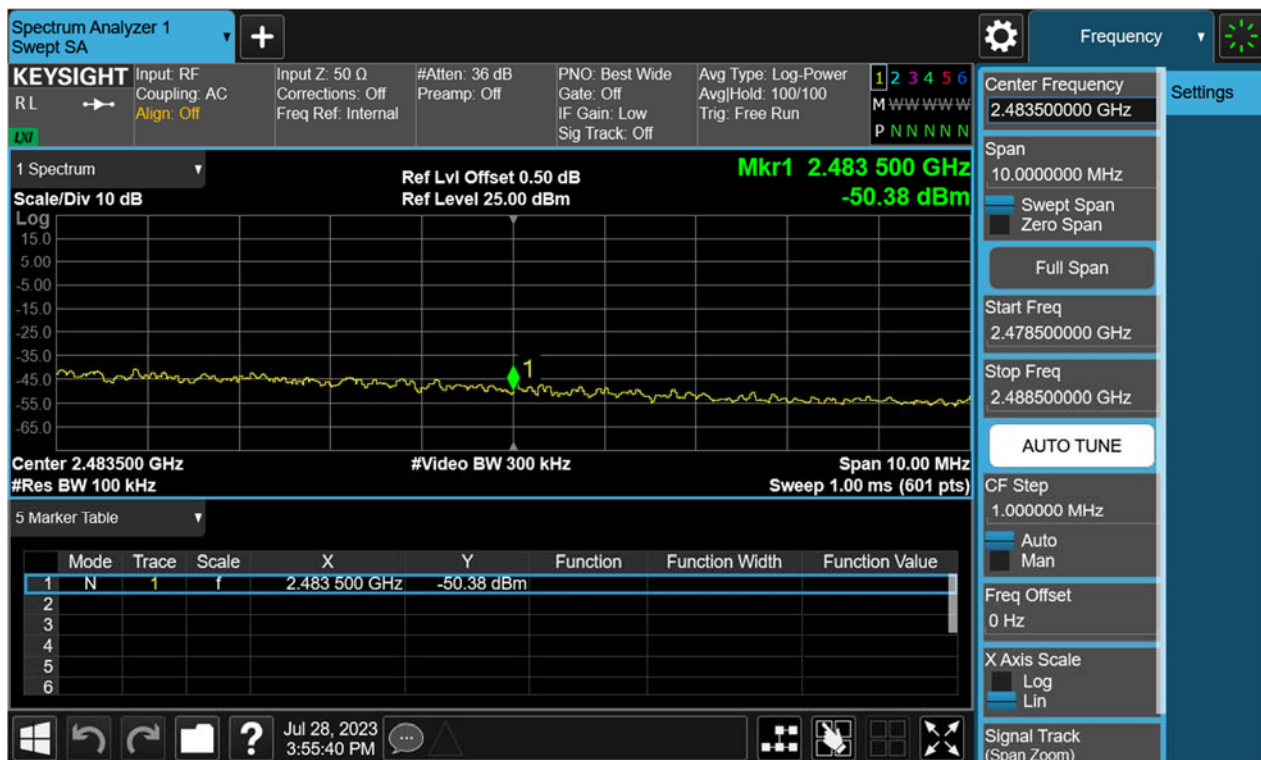 Spectrum Analyzer 1
Swept SA
Frequency
KEYSIGHT
R L
LXI
Input: RF
Coupling: AC
Align: Off
Input Z: 50 Ω
Corrections: Off
Freq Ref: Internal
#Atten: 36 dB
Preamp: Off
PNO: Best Wide
Gate: Off
IF Gain: Low
Sig Track: Off
Avg Type: Log-Power
Avg|Hold: 100/100
Trig: Free Run
1 2 3 4 5 6
M W W W W W
P N N N N N
1 Spectrum
Scale/Div 10 dB
Ref Lvl Offset 0.50 dB
Ref Level 25.00 dBm
Mkr1 2.483 500 GHz
-50.38 dBm
Log
15.0
5.00
-5.00
-15.0
-25.0
-35.0
-45.0
-55.0
-65.0
1
Center 2.483500 GHz
#Res BW 100 kHz
#Video BW 300 kHz
Span 10.00 MHz
Sweep 1.00 ms (601 pts)
5 Marker Table
Mode Trace Scale X Y Function Function Width Function Value
1 N 1 f 2.483 500 GHz -50.38 dBm
2
3
4
5
6
?
Jul 28, 2023
3:55:40 PM
Center Frequency
2.483500000 GHz
Span
10.0000000 MHz
Swept Span
Zero Span
Full Span
Start Freq
2.478500000 GHz
Stop Freq
2.488500000 GHz
AUTO TUNE
CF Step
1.000000 MHz
Auto
Man
Freq Offset
0 Hz
X Axis Scale
Log
Lin
Signal Track
(Span Zoom)
Settings